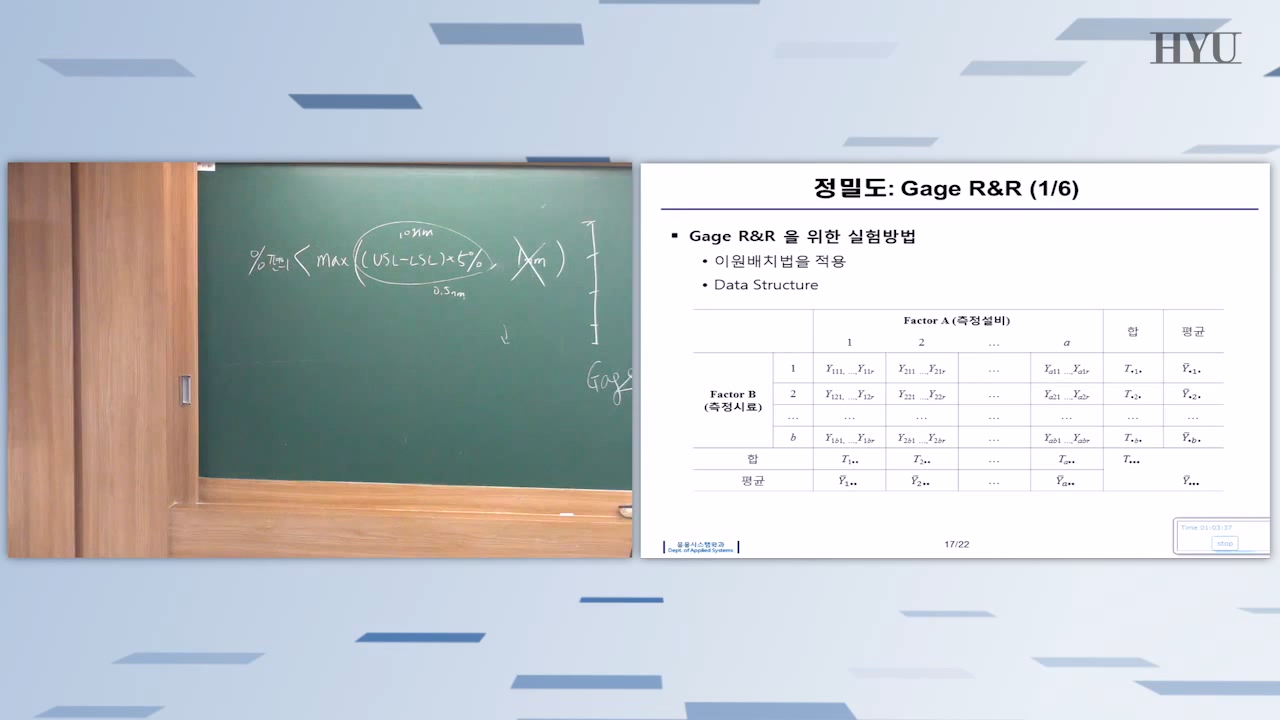 HYU
10nm
%편의 < max ( (USL-LSL)*5%, 1nm )
0.5nm
Gage
정밀도: Gage R&R (1/6)
▪ Gage R&R 을 위한 실험방법
• 이원배치법을 적용
• Data Structure
Factor A (측정설비) 합 평균
1 2 … a
Factor B (측정시료)
1 Y111, …,Y11r Y211 …,Y21r … Ya11 …,Ya1r T•1• Ȳ•1•
2 Y121, …,Y12r Y221 …,Y22r … Ya21 …,Ya2r T•2• Ȳ•2•
… … … … … … …
b Y1b1, …,Y1br Y2b1 …,Y2br … Yab1 …,Yabr T•b• Ȳ•b•
합 T1•• T2•• … Ta•• T•••
평균 Ȳ1•• Ȳ2•• … Ȳa•• Ȳ•••
응용시스템학과
Dept. of Applied Systems
17/22
Time 01:03:37
stop